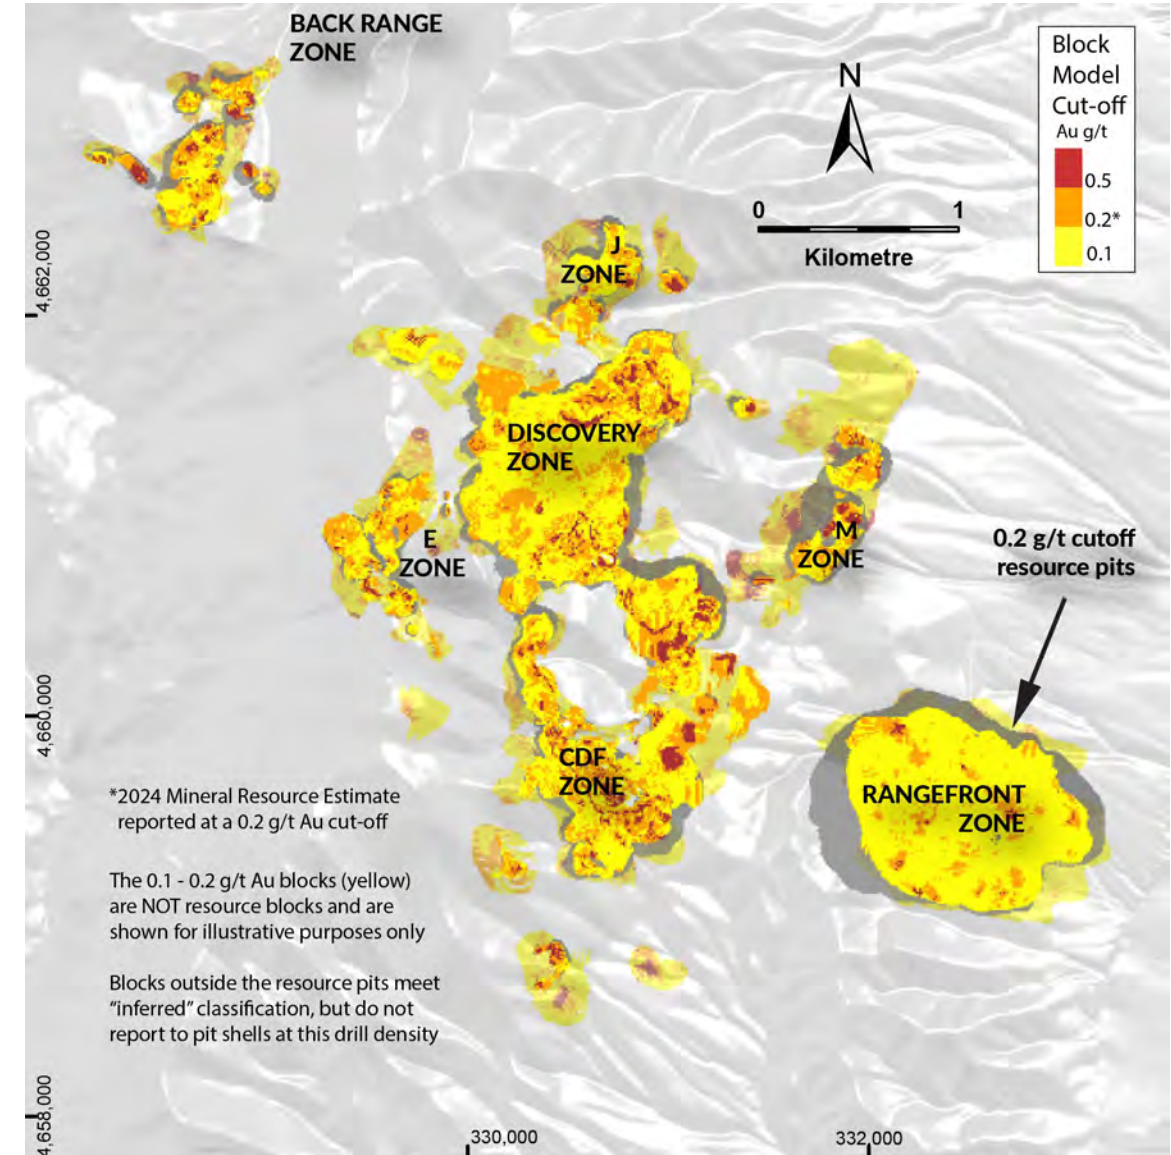 BACK RANGE
ZONE
N
0 1
Kilometre
Block
Model
Cut-off
Au g/t
0.5
0.2*
0.1
4,662,000
J
ZONE
DISCOVERY
ZONE
E
ZONE
M
ZONE
0.2 g/t cutoff
resource pits
4,660,000
CDF
ZONE
RANGEFRONT
ZONE
*2024 Mineral Resource Estimate
reported at a 0.2 g/t Au cut-off
The 0.1 - 0.2 g/t Au blocks (yellow)
are NOT resource blocks and are
shown for illustrative purposes only
Blocks outside the resource pits meet
“inferred” classification, but do not
report to pit shells at this drill density
4,658,000
330,000
332,000